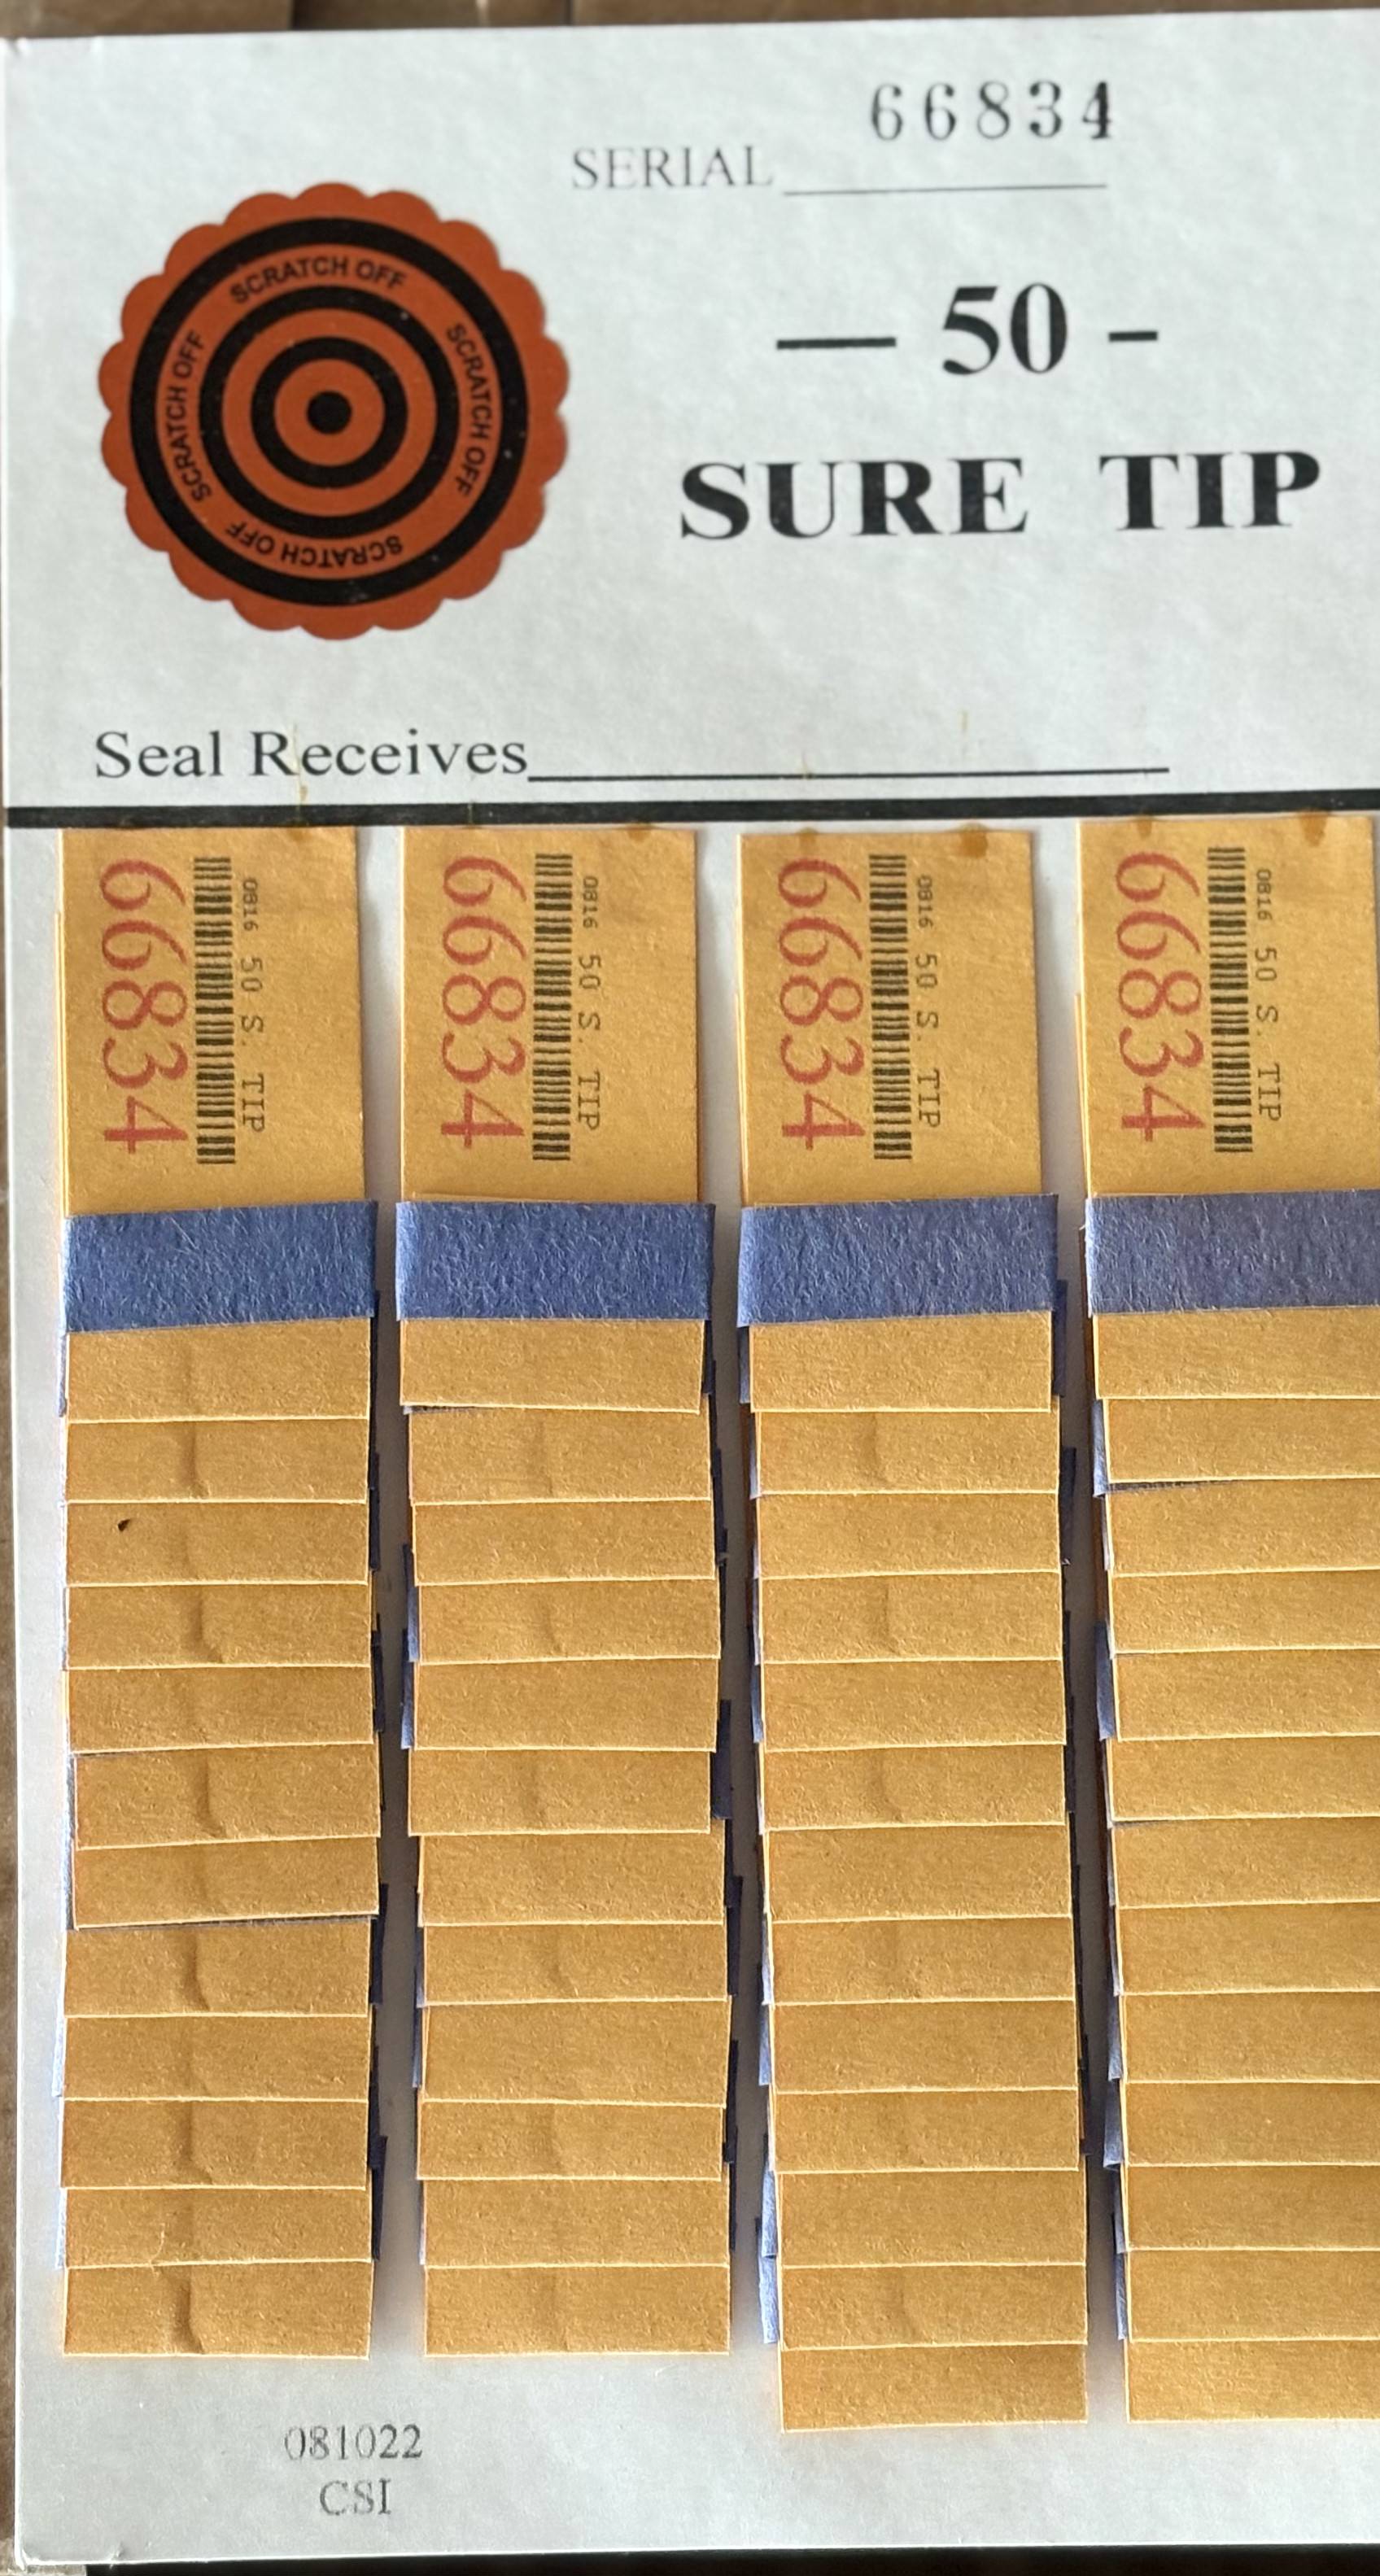 66834
SERIAL
SCRATCH OFF
SCRATCH OFF
SCRATCH OFF
SCRATCH OFF
— 50 -
SURE TIP
Seal Receives
66834
0816 50 S. TIP
66834
0816 50 S. TIP
66834
0816 50 S. TIP
66834
0816 50 S. TIP
081022
CSI